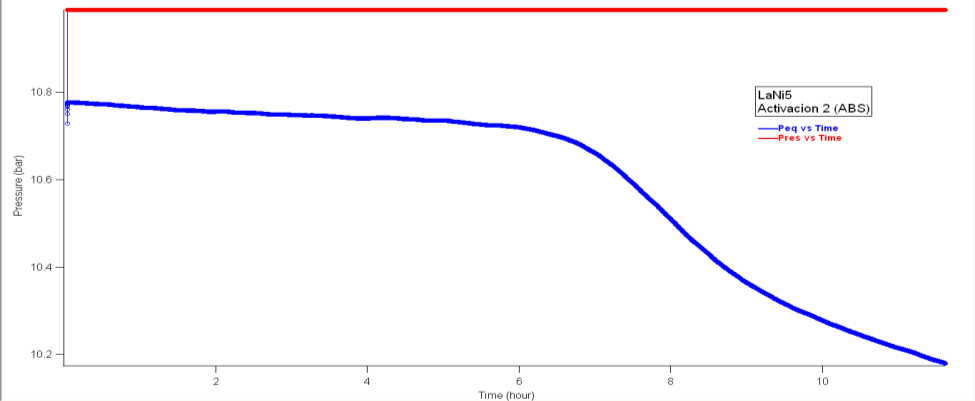 10.8
10.6
10.4
10.2
Pressure (bar)
LaNi5
Activacion 2 (ABS)
Peq vs Time
Pres vs Time
2
4
6
8
10
Time (hour)